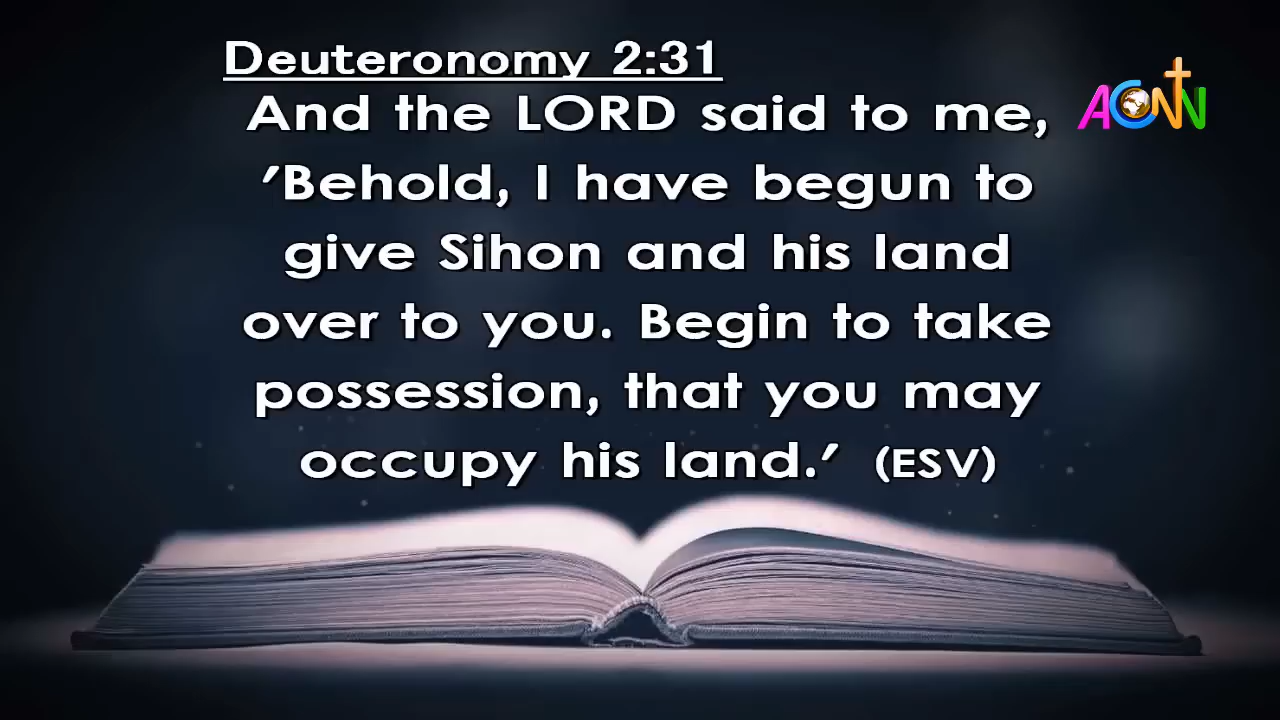 Deuteronomy 2:31
And the LORD said to me,
'Behold, I have begun to
give Sihon and his land
over to you. Begin to take
possession, that you may
occupy his land.' (ESV)
ACNN